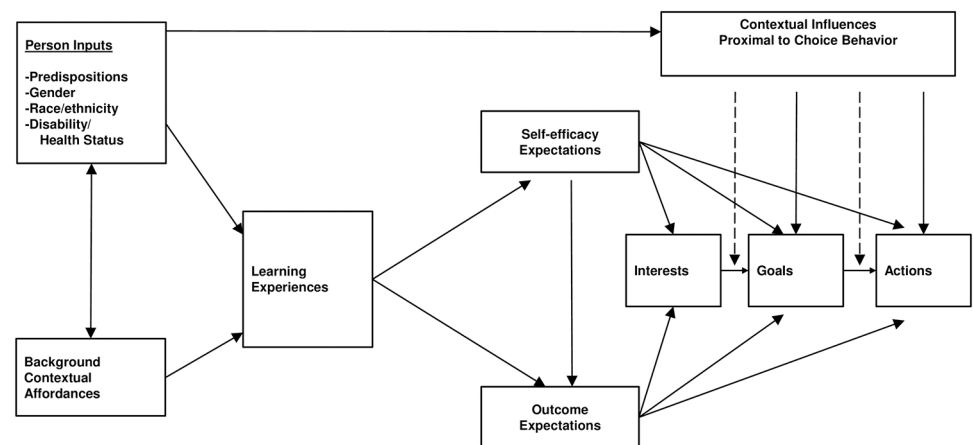 Person Inputs
-Predispositions
-Gender
-Race/ethnicity
-Disability/
Health Status
Contextual Influences
Proximal to Choice Behavior
Self-efficacy
Expectations
Learning
Experiences
Interests
Goals
Actions
Background
Contextual
Affordances
Outcome
Expectations